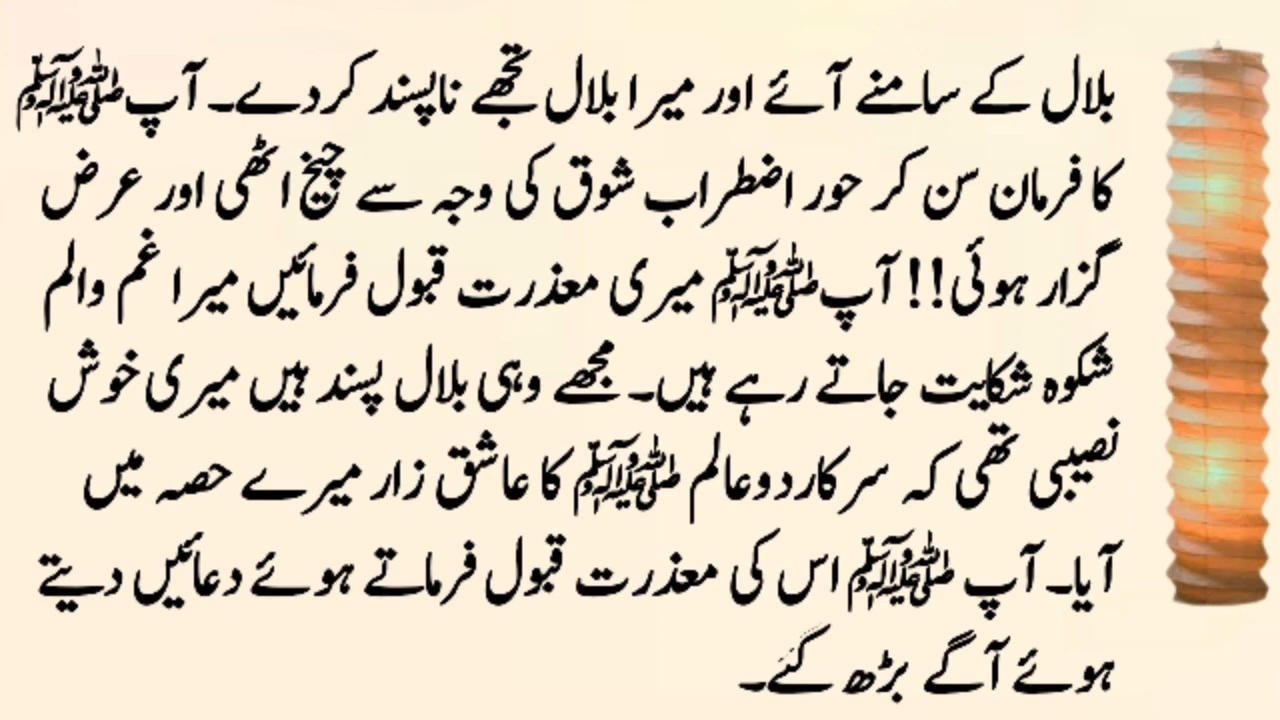 بلال کے سامنے آئے اور میرا بلال تجھے ناپسند کردے۔ آپ ﷺ
کا فرمان سن کر حور اضطراب شوق کی وجہ سے چیخ اٹھی اور عرض
گزار ہوئی!! آپ ﷺ میری معذرت قبول فرمائیں میرا غم والم
شکوہ شکایت جاتے رہے ہیں۔ مجھے وہی بلال پسند ہیں میری خوش
نصیبی تھی کہ سرکار دوعالم ﷺ کا عاشق زار میرے حصہ میں
آیا۔ آپ ﷺ اس کی معذرت قبول فرماتے ہوئے دعائیں دیتے
ہوئے آگے بڑھ گئے۔